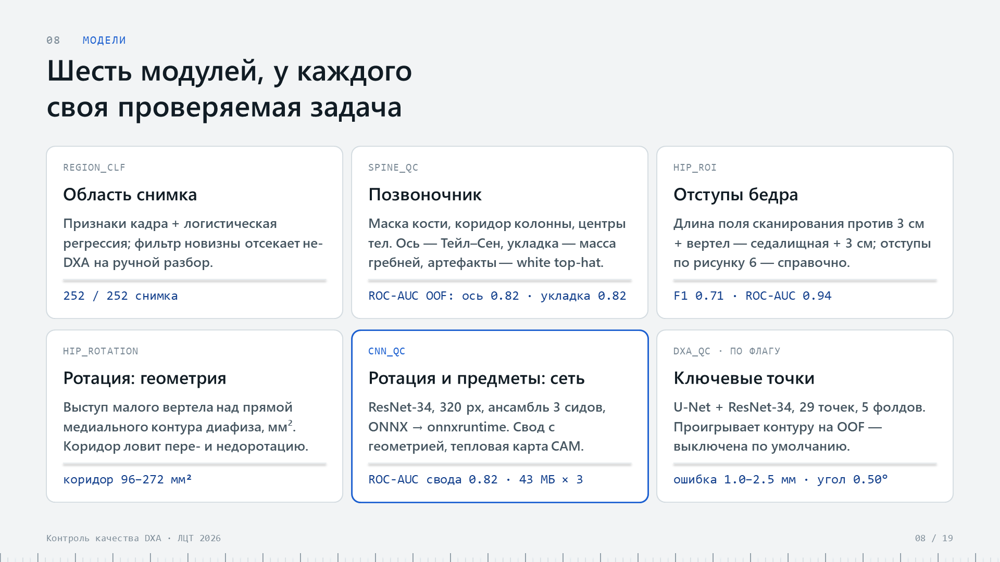 08 МОДЕЛИ
Шесть модулей, у каждого
своя проверяемая задача
REGION_CLF
Область снимка
Признаки кадра + логистическая
регрессия; фильтр новизны отсекает не-
DXA на ручной разбор.
252 / 252 снимка
SPINE_QC
Позвоночник
Маска кости, коридор колонны, центры
тел. Ось — Тейл–Сен, укладка — масса
гребней, артефакты — white top-hat.
ROC-AUC OOF: ось 0.82 · укладка 0.82
HIP_ROI
Отступы бедра
Длина поля сканирования против 3 см
+ вертел — седалищная + 3 см; отступы
по рисунку 6 — справочно.
F1 0.71 · ROC-AUC 0.94
HIP_ROTATION
Ротация: геометрия
Выступ малого вертела над прямой
медиального контура диафиза, мм².
Коридор ловит пере- и недоротацию.
коридор 96–272 мм²
CNN_QC
Ротация и предметы: сеть
ResNet-34, 320 px, ансамбль 3 сидов,
ONNX → onnxruntime. Свод с
геометрией, тепловая карта CAM.
ROC-AUC свода 0.82 · 43 МБ × 3
DXA_QC · ПО ФЛАГУ
Ключевые точки
U-Net + ResNet-34, 29 точек, 5 фолдов.
Проигрывает контуру на OOF —
выключена по умолчанию.
ошибка 1.0–2.5 мм · угол 0.50°
Контроль качества DXA · ЛЦТ 2026
08 / 19